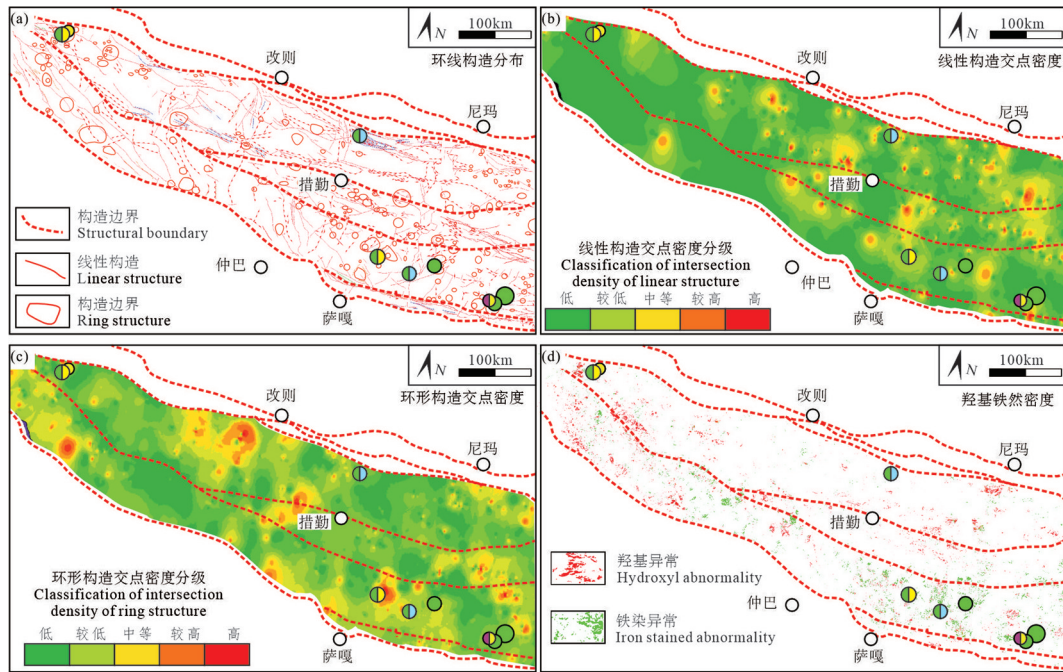 (a)
100km
N
环线构造分布
改则
尼玛
措勤
仲巴
萨嘎
构造边界
Structural boundary
线性构造
Linear structure
构造边界
Ring structure
(b)
100km
N
线性构造交点密度
改则
尼玛
措勤
仲巴
萨嘎
线性构造交点密度分级
Classification of intersection
density of linear structure
低 较低 中等 较高 高
(c)
100km
N
环形构造交点密度
改则
尼玛
措勤
萨嘎
环形构造交点密度分级
Classification of intersection
density of ring structure
低 较低 中等 较高 高
(d)
100km
N
羟基铁然密度
改则
尼玛
措勤
仲巴
萨嘎
羟基异常
Hydroxyl abnormality
铁染异常
Iron stained abnormality